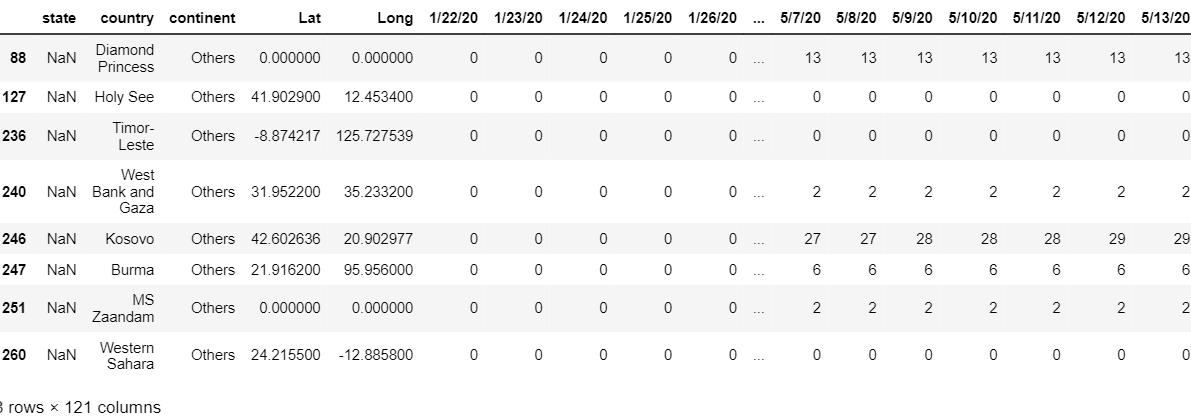 state country continent Lat Long 1/22/20 1/23/20 1/24/20 1/25/20 1/26/20 ... 5/7/20 5/8/20 5/9/20 5/10/20 5/11/20 5/12/20 5/13/20
88 NaN Diamond Princess Others 0.000000 0.000000 0 0 0 0 0 ... 13 13 13 13 13 13 13
127 NaN Holy See Others 41.902900 12.453400 0 0 0 0 0 ... 0 0 0 0 0 0 0
236 NaN Timor-Leste Others -8.874217 125.727539 0 0 0 0 0 ... 0 0 0 0 0 0 0
240 NaN West Bank and Gaza Others 31.952200 35.233200 0 0 0 0 0 ... 2 2 2 2 2 2 2
246 NaN Kosovo Others 42.602636 20.902977 0 0 0 0 0 ... 27 27 28 28 28 29 29
247 NaN Burma Others 21.916200 95.956000 0 0 0 0 0 ... 6 6 6 6 6 6 6
251 NaN MS Zaandam Others 0.000000 0.000000 0 0 0 0 0 ... 2 2 2 2 2 2 2
260 NaN Western Sahara Others 24.215500 -12.885800 0 0 0 0 0 ... 0 0 0 0 0 0 0
8 rows × 121 columns